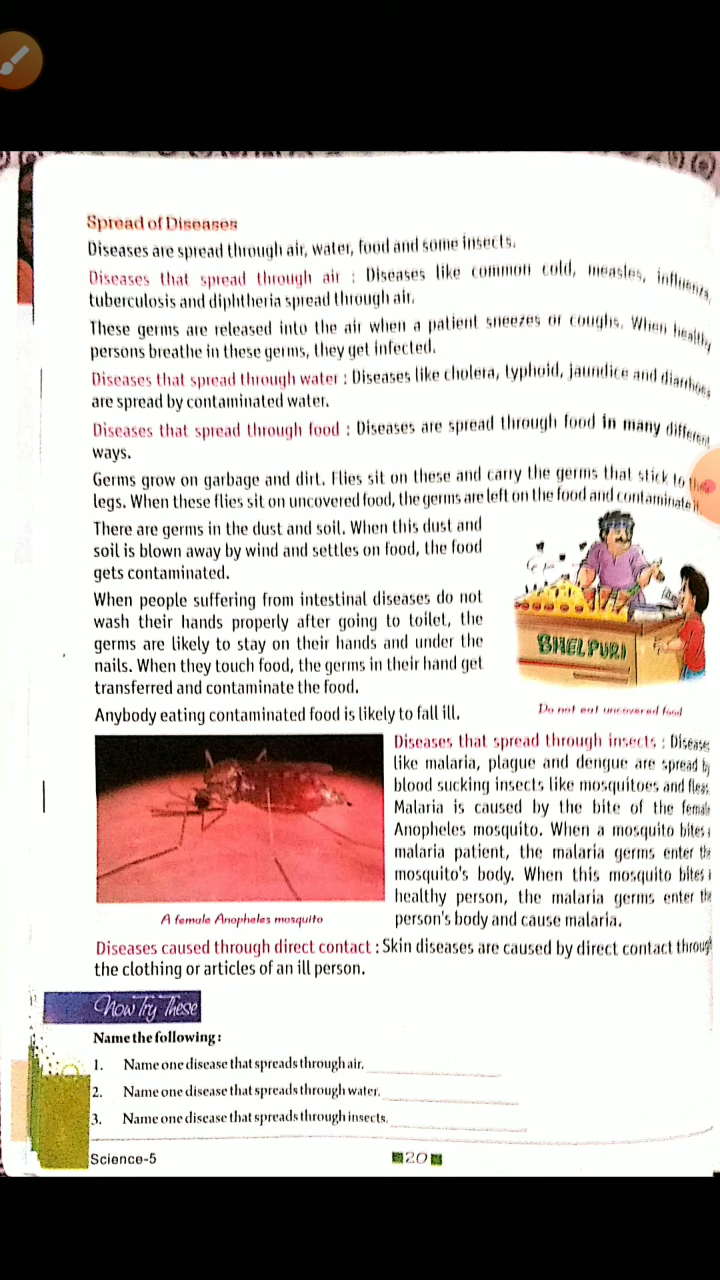 Spread of Diseases
Diseases are spread through air, water, food and some insects.
Diseases that spread through air : Diseases like common cold, measles, influenza,
tuberculosis and diphtheria spread through air.
These germs are released into the air when a patient sneezes or coughs. When healthy
persons breathe in these germs, they get infected.
Diseases that spread through water : Diseases like cholera, typhoid, jaundice and diarrhoea
are spread by contaminated water.
Diseases that spread through food : Diseases are spread through food in many different
ways.
Germs grow on garbage and dirt. Flies sit on these and carry the germs that stick to
legs. When these flies sit on uncovered food, the germs are left on the food and contaminate it.
There are germs in the dust and soil. When this dust and
soil is blown away by wind and settles on food, the food
gets contaminated.
When people suffering from intestinal diseases do not
wash their hands properly after going to toilet, the
germs are likely to stay on their hands and under the
nails. When they touch food, the germs in their hand get
transferred and contaminate the food.
Anybody eating contaminated food is likely to fall ill.
BHELPURI
Do not eat uncovered food
Diseases that spread through insects :
like malaria, plague and dengue are spread
blood sucking insects like mosquitoes and
Malaria is caused by the bite of the
Anopheles mosquito. When a mosquito bites
malaria patient, the malaria germs enter
mosquito's body. When this mosquito bites
healthy person, the malaria germs enter
person's body and cause malaria.
A female Anopheles mosquito
Diseases caused through direct contact : Skin diseases are caused by direct contact
the clothing or articles of an ill person.
Now Try These
Name the following :
1. Name one disease that spreads through air.
2. Name one disease that spreads through water.
3. Name one disease that spreads through insects.
Science-5
20